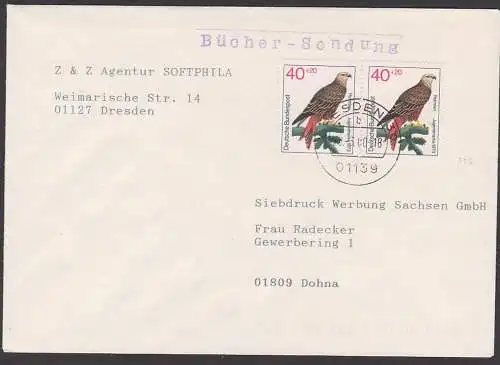 Bücher-Sendung
Z & Z Agentur SOFTPHILA
Weimarische Str. 14
01127 Dresden
40+20
40+20
Deutsche Bundespost
Deutsche Bundespost
SDEN
b
01139
Siebdruck Werbung Sachsen GmbH
Frau Radecker
Gewerbering 1
01809 Dohna